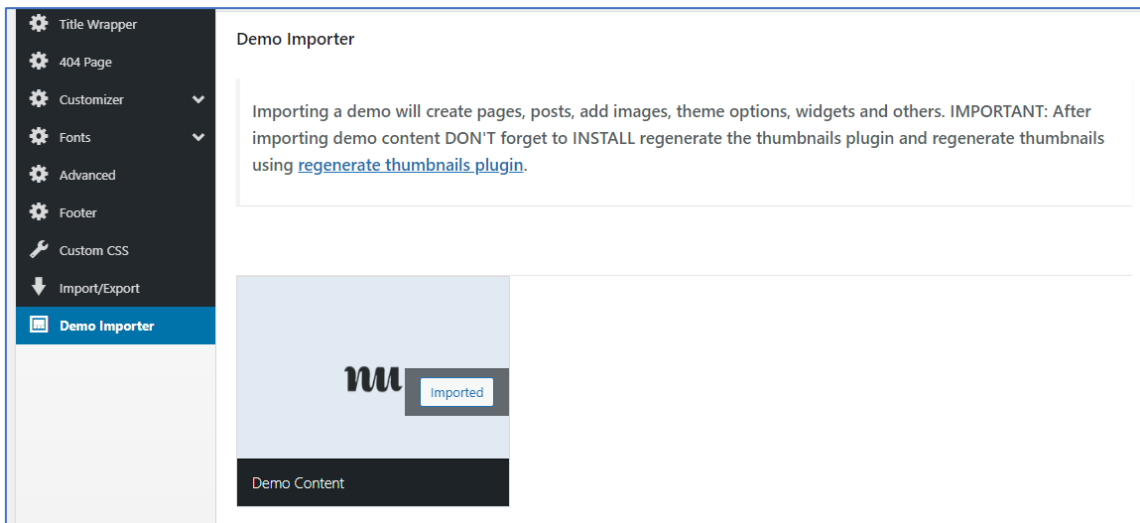 Title Wrapper
404 Page
Customizer
Fonts
Advanced
Footer
Custom CSS
Import/Export
Demo Importer
Demo Importer
Importing a demo will create pages, posts, add images, theme options, widgets and others. IMPORTANT: After
importing demo content DON'T forget to INSTALL regenerate the thumbnails plugin and regenerate thumbnails
using regenerate thumbnails plugin.
nu
Imported
Demo Content